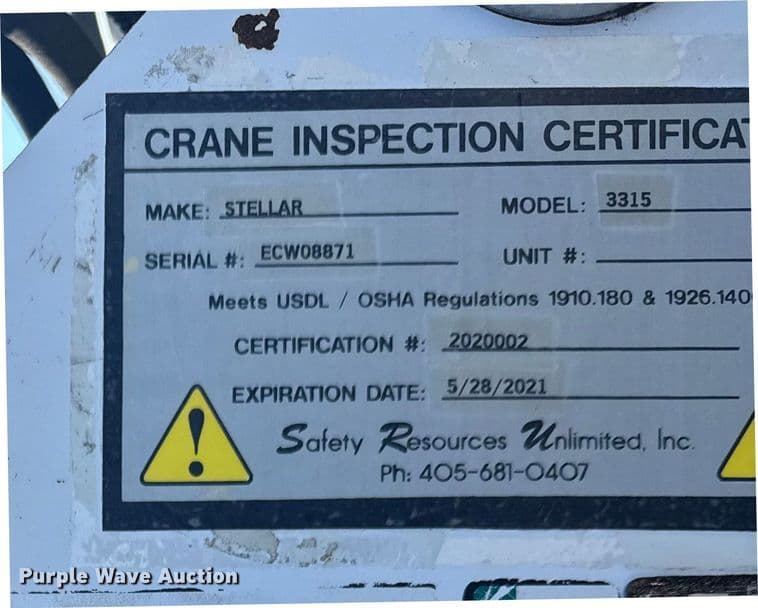 CRANE INSPECTION CERTIFICA
MAKE: STELLAR MODEL: 3315
SERIAL #: ECW08871 UNIT #:
Meets USDL / OSHA Regulations 1910.180 & 1926.140
CERTIFICATION #: 2020002
EXPIRATION DATE: 5/28/2021
Safety Resources Unlimited, Inc.
Ph: 405-681-0407
Purple Wave Auction